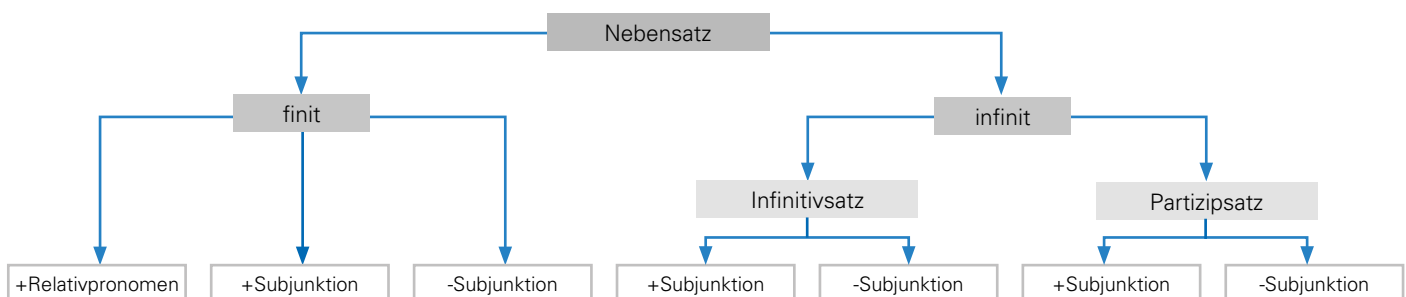 Nebensatz
finit
infinit
Infinitivsatz
Partizipsatz
+Relativpronomen
+Subjunktion
-Subjunktion
+Subjunktion
-Subjunktion
+Subjunktion
-Subjunktion